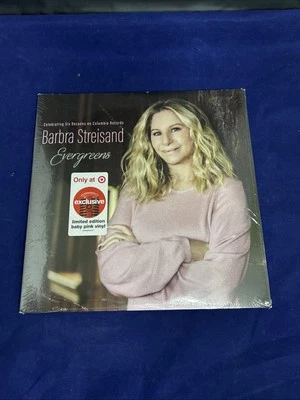 Celebrating Six Decades on Columbia Records
Barbra Streisand
Evergreens
Only at
exclusive
limited edition
baby pink vinyl